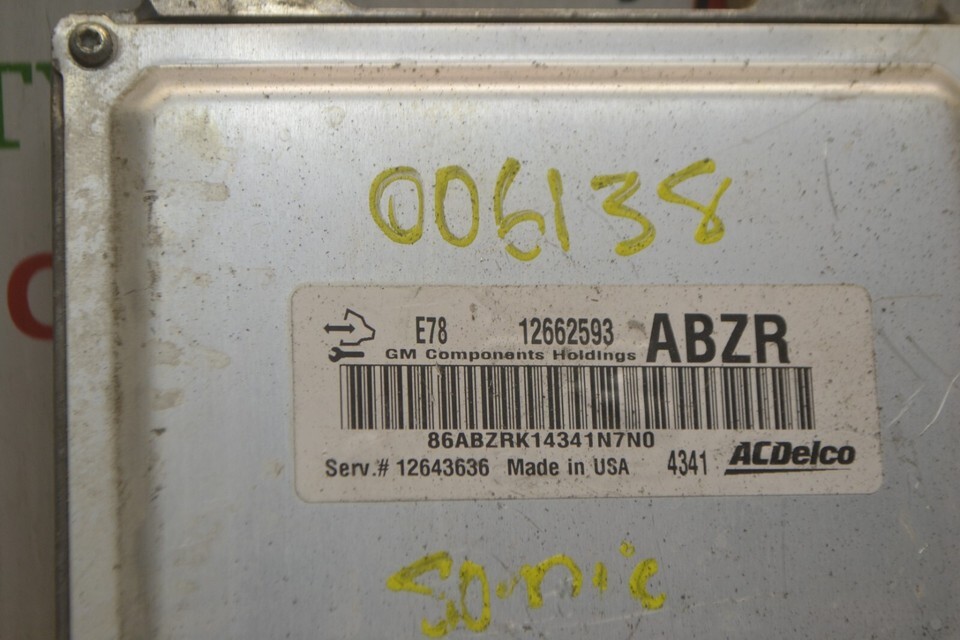 006138
E78 12662593 ABZR
GM Components Holdings
86ABZRK14341N7N0
Serv.# 12643636 Made in USA 4341 ACDelco
Sonic